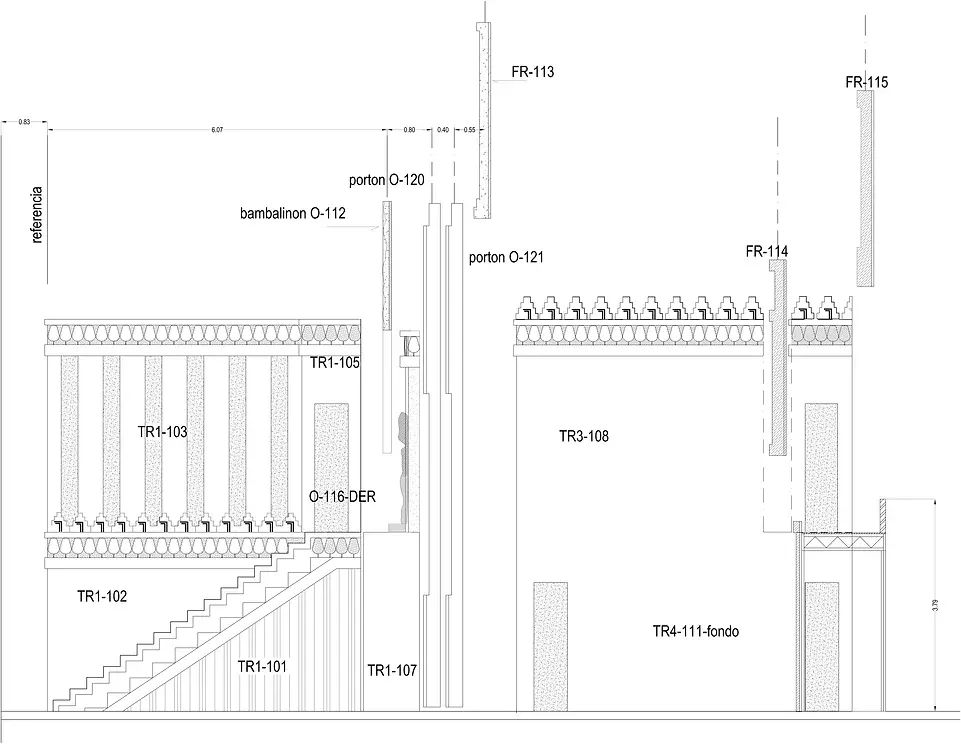 FR-113
FR-115
0.83
6.07
0.80
0.40
0.55
porton O-120
referencia
bambalinon O-112
porton O-121
FR-114
TR1-105
TR1-103
TR3-108
O-116-DER
TR1-102
3.79
TR4-111-fondo
TR1-101
TR1-107